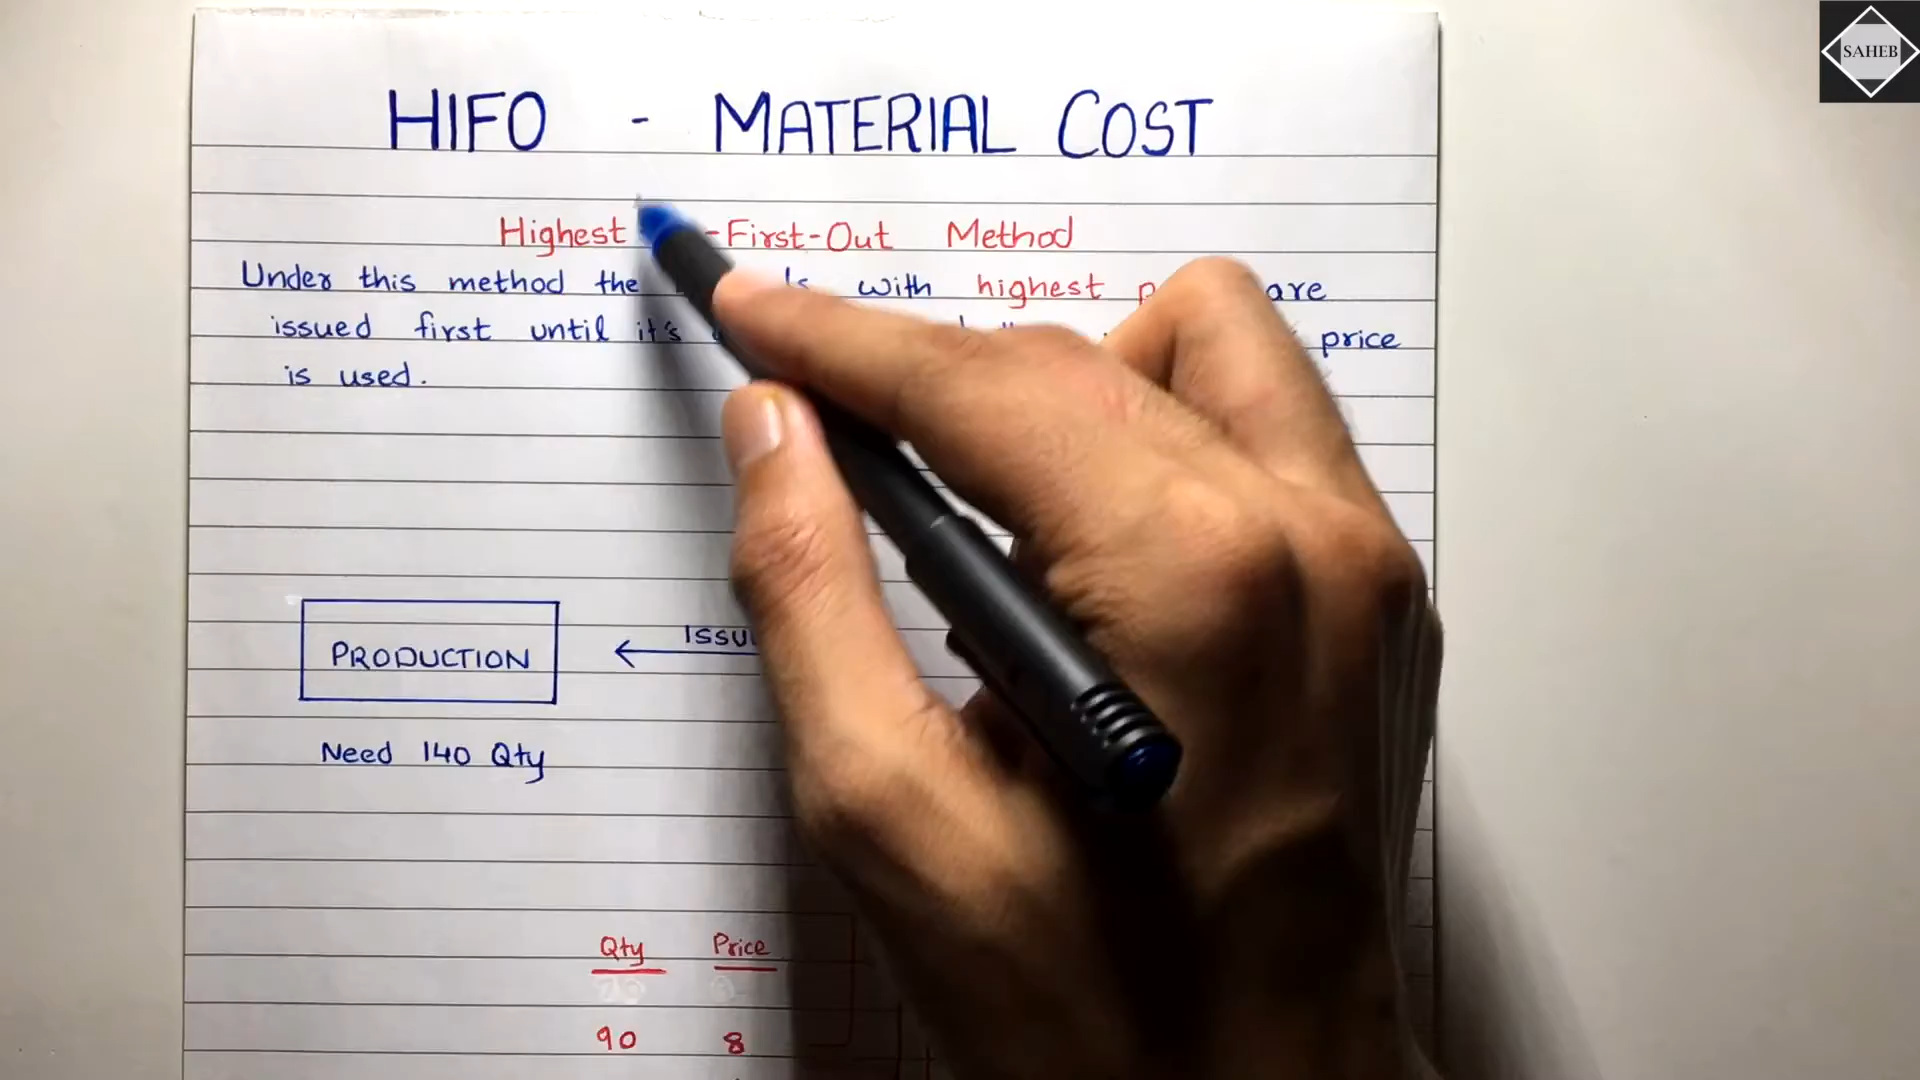 SAHEB
HIFO - MATERIAL COST
Highest -First-Out Method
Under this method the with highest are
issued first until it's price
is used.
PRODUCTION
Need 140 Qty
Qty Price
90 8